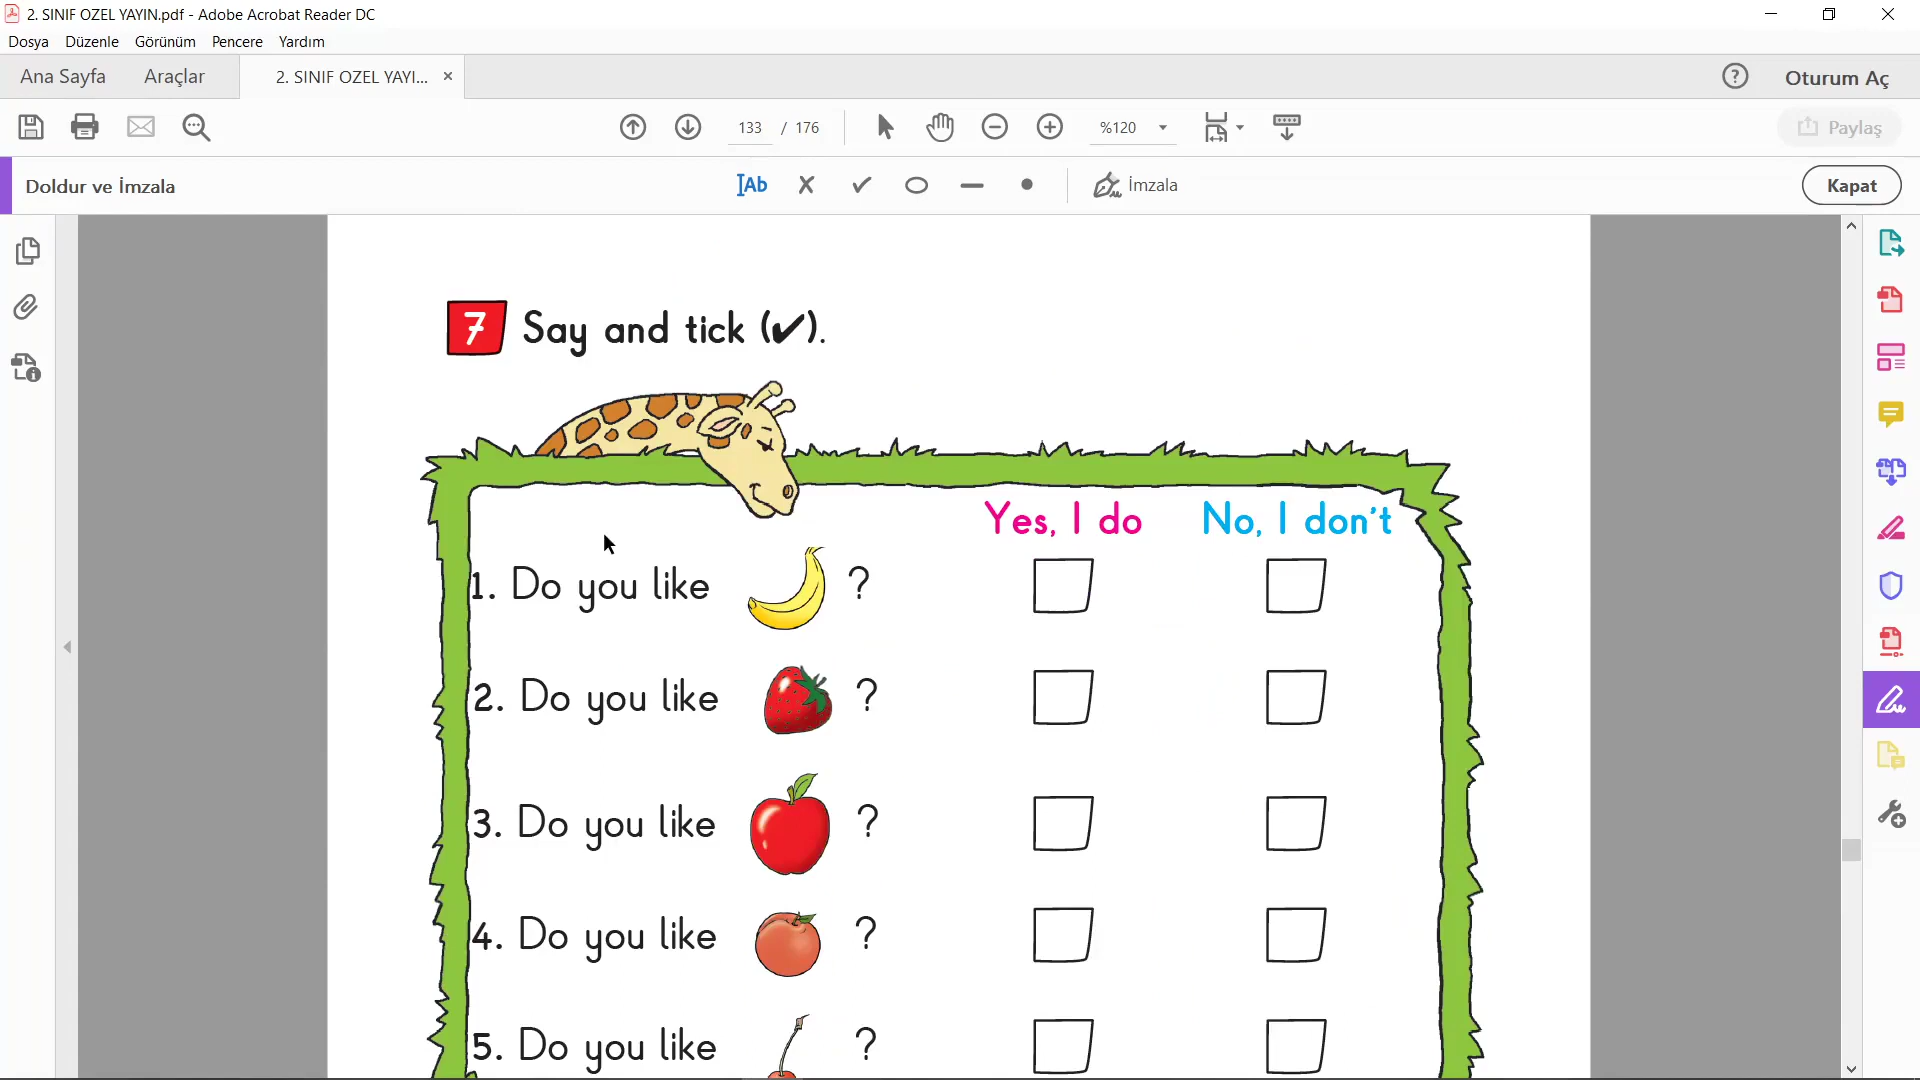 2. SINIF OZEL YAYIN.pdf - Adobe Acrobat Reader DC
Dosya Düzenle Görünüm Pencere Yardım
Ana Sayfa Araçlar 2. SINIF OZEL YAYI... × Oturum Aç
133 / 176 %120 Paylaş
Doldur ve İmzala Ab İmzala Kapat
7 Say and tick (✔).
Yes, I do No, I don't
1. Do you like ?
2. Do you like ?
3. Do you like ?
4. Do you like ?
5. Do you like ?